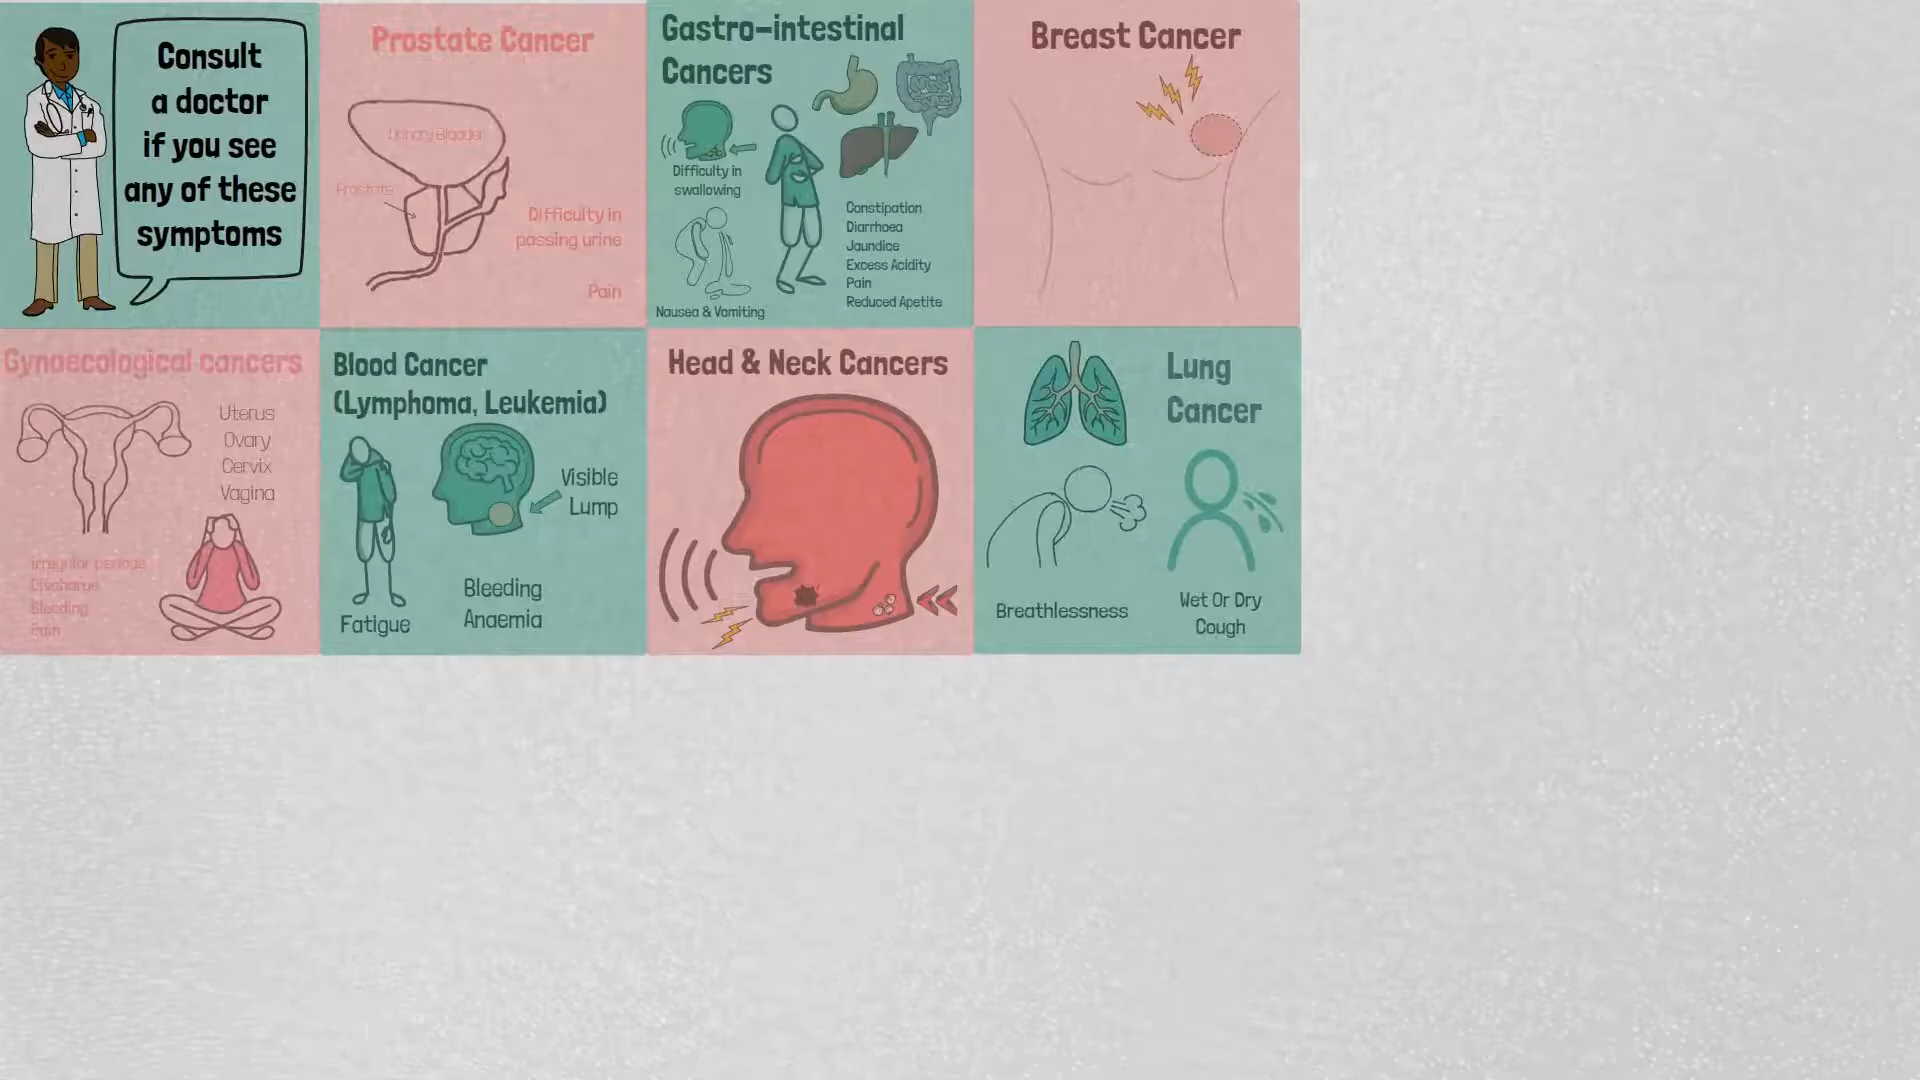 Consult
a doctor
if you see
any of these
symptoms
Prostate Cancer
Urinary Bladder
Prostate
Difficulty in
passing urine
Pain
Gastro-intestinal
Cancers
Difficulty in
swallowing
Nausea & Vomiting
Constipation
Diarrhoea
Jaundice
Excess Acidity
Pain
Reduced Apetite
Breast Cancer
Gynaecological cancers
Uterus
Ovary
Cervix
Vagina
Irregular periods
Discharge
Bleeding
Pain
Blood Cancer
(Lymphoma, Leukemia)
Visible
Lump
Fatigue
Bleeding
Anaemia
Head & Neck Cancers
Lung
Cancer
Breathlessness
Wet Or Dry
Cough